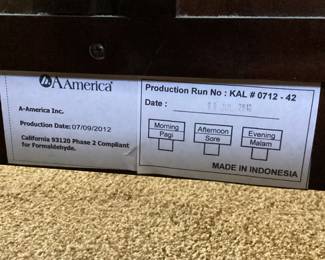 AAmerica®
A-America Inc.
Production Date: 07/09/2012
California 93120 Phase 2 Compliant
for Formaldehyde.
Production Run No : KAL # 0712 - 42
Date :
Morning
Pagi
Afternoon
Sore
Evening
Malam
MADE IN INDONESIA